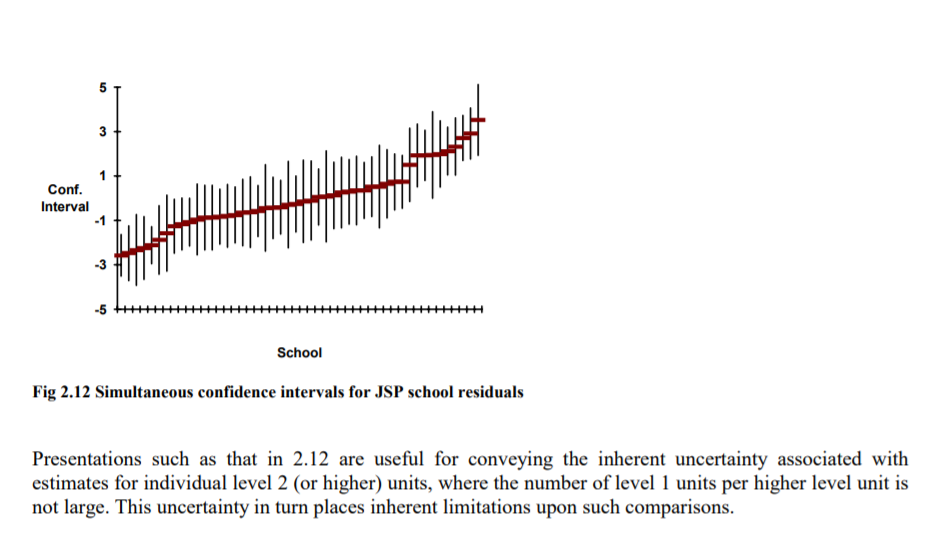 5
3
1
Conf.
Interval
-1
-3
-5
School
Fig 2.12 Simultaneous confidence intervals for JSP school residuals
Presentations such as that in 2.12 are useful for conveying the inherent uncertainty associated with
estimates for individual level 2 (or higher) units, where the number of level 1 units per higher level unit is
not large. This uncertainty in turn places inherent limitations upon such comparisons.